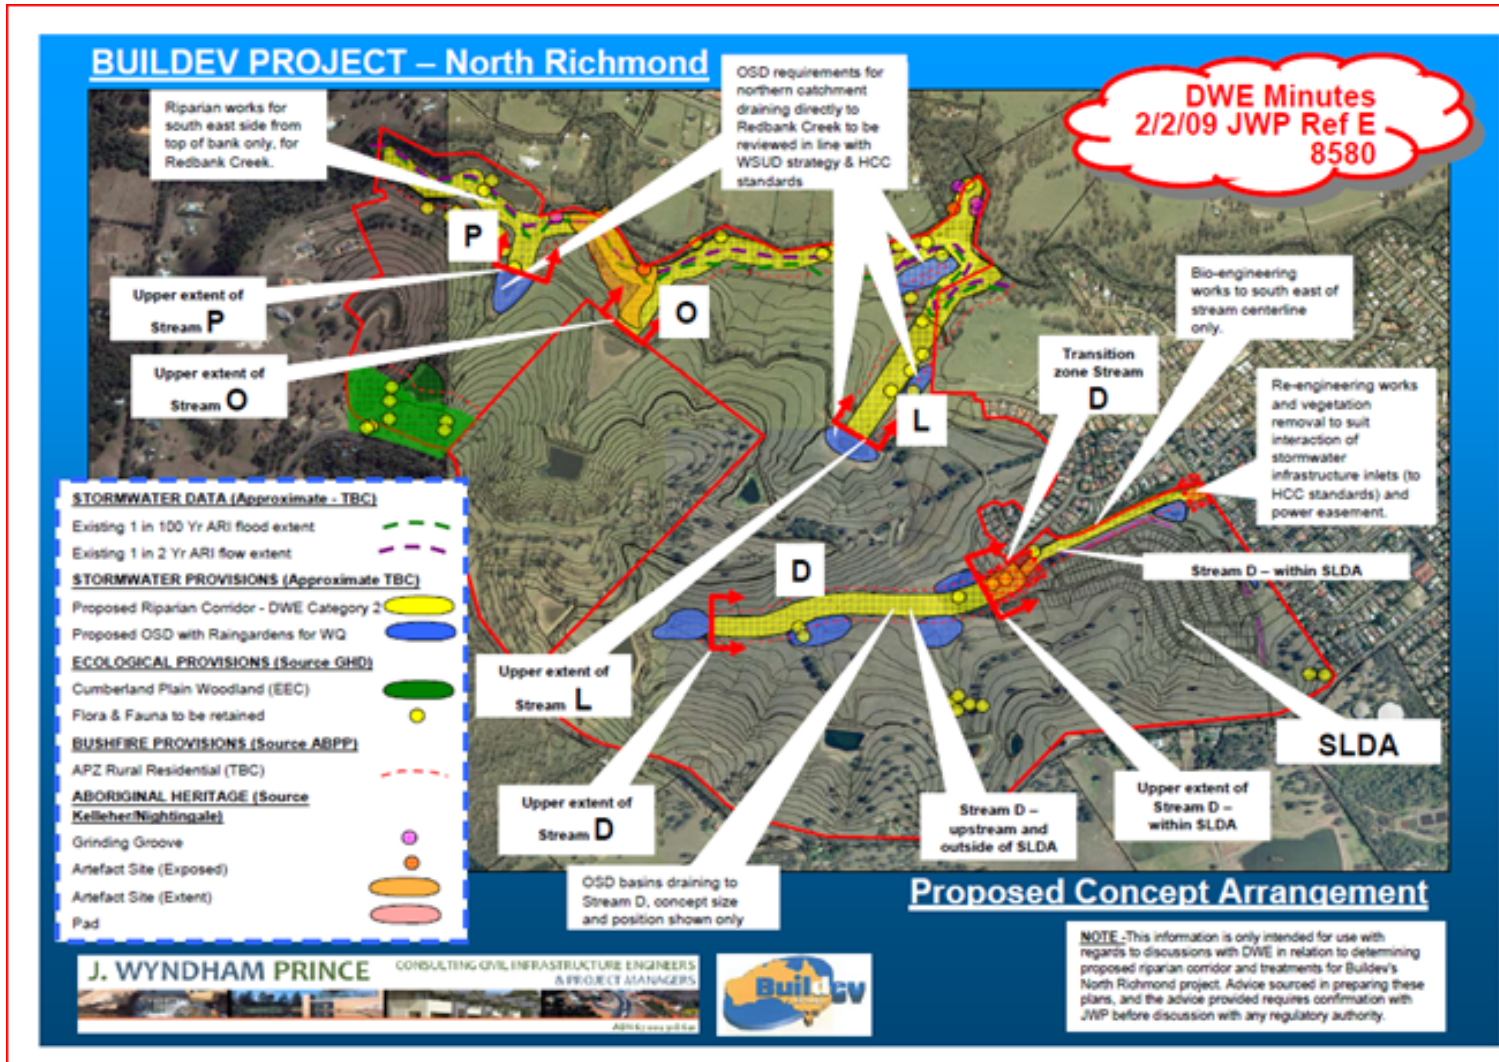 BUILDEV PROJECT – North Richmond
DWE Minutes
2/2/09 JWP Ref E
8580
Riparian works for
south east side from
top of bank only, for
Redbank Creek.
OSD requirements for
northern catchment
draining directly to
Redbank Creek to be
reviewed in line with
WSUD strategy & HCC
standards
P
Upper extent of
Stream P
O
Upper extent of
Stream O
Bio-engineering
works to south east of
stream centerline
only.
Transition
zone Stream
D
Re-engineering works
and vegetation
removal to suit
interaction of
stormwater
infrastructure inlets (to
HCC standards) and
power easement.
L
Stream D – within SLDA
D
Upper extent of
Stream L
SLDA
Upper extent of
Stream D
Stream D –
upstream and
outside of SLDA
Upper extent of
Stream D –
within SLDA
OSD basins draining to
Stream D, concept size
and position shown only
STORMWATER DATA (Approximate - TBC)
Existing 1 in 100 Yr ARI flood extent
Existing 1 in 2 Yr ARI flow extent
STORMWATER PROVISIONS (Approximate TBC)
Proposed Riparian Corridor - DWE Category 2
Proposed OSD with Raingardens for WQ
ECOLOGICAL PROVISIONS (Source GHD)
Cumberland Plain Woodland (EEC)
Flora & Fauna to be retained
BUSHFIRE PROVISIONS (Source ABPP)
APZ Rural Residential (TBC)
ABORIGINAL HERITAGE (Source
Kelleher/Nightingale)
Grinding Groove
Artefact Site (Exposed)
Artefact Site (Extent)
Pad
Proposed Concept Arrangement
NOTE -This information is only intended for use with
regards to discussions with DWE in relation to determining
proposed riparian corridor and treatments for Buildev's
North Richmond project. Advice sourced in preparing these
plans, and the advice provided requires confirmation with
JWP before discussion with any regulatory authority.
J. WYNDHAM PRINCE
CONSULTING CIVIL INFRASTRUCTURE ENGINEERS
& PROJECT MANAGERS
Buildev